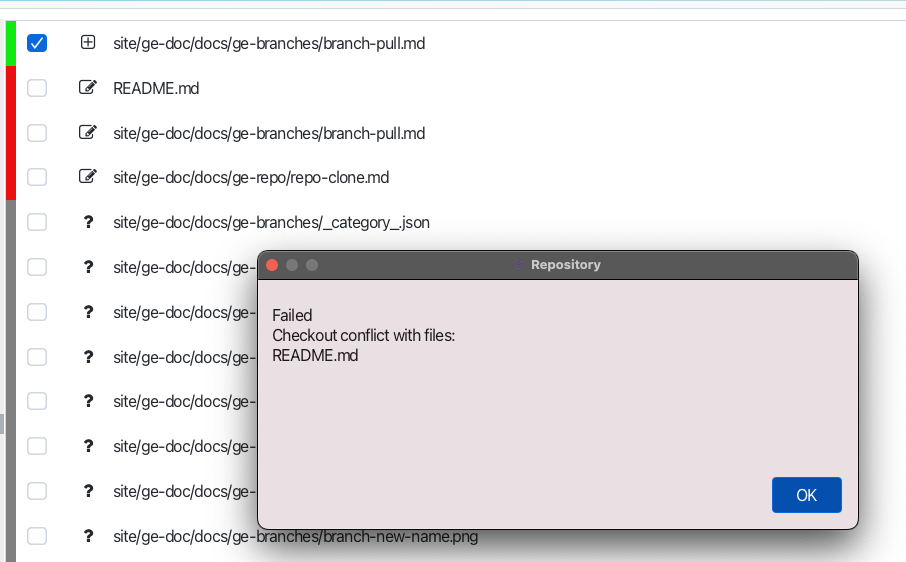 site/ge-doc/docs/ge-branches/branch-pull.md
README.md
site/ge-doc/docs/ge-branches/branch-pull.md
site/ge-doc/docs/ge-repo/repo-clone.md
? site/ge-doc/docs/ge-branches/_category_.json
? site/ge-doc/docs/ge-
? site/ge-doc/docs/ge-
? site/ge-doc/docs/ge-
? site/ge-doc/docs/ge-
? site/ge-doc/docs/ge-
? site/ge-doc/docs/ge-
? site/ge-doc/docs/ge-branches/branch-new-name.png
Repository
Failed
Checkout conflict with files:
README.md
OK